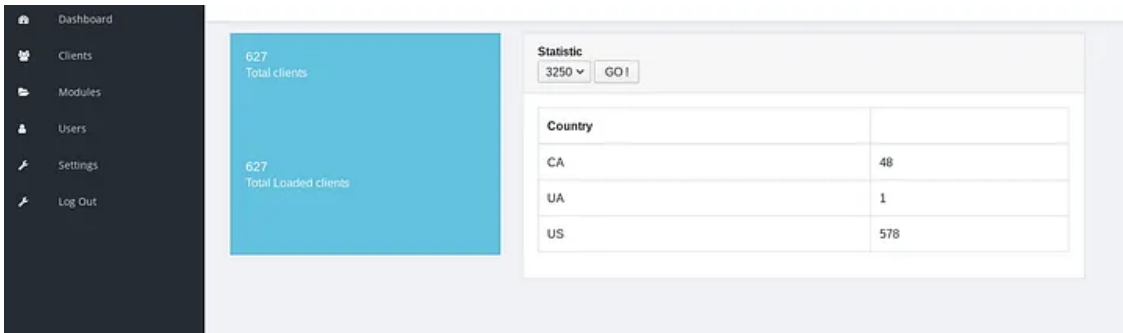 Dashboard
Clients
Modules
Users
Settings
Log Out
627
Total clients
627
Total Loaded clients
Statistic
3250 GO !
Country
CA 48
UA 1
US 578